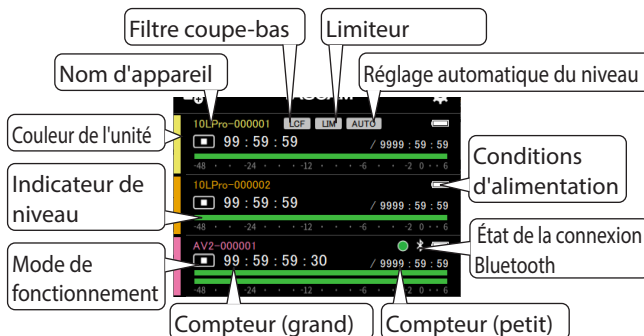 Filtre coupe-bas
Limiteur
Nom d'appareil
Réglage automatique du niveau
10LPro-000001 LCF LIM AUTO
Couleur de l'unité
99 : 59 : 59 / 9999 : 59 : 59
-48 · · -24 · · · -12 · · -6 · · -2 0 · · 6
Conditions
d'alimentation
10LPro-000002
Indicateur de
niveau
99 : 59 : 59 / 9999 : 59 : 59
-48 · · -24 · · · -12 · · -6 · · -2 0 · · 6
État de la connexion
Bluetooth
AV2-000001
Mode de
fonctionnement
99 : 59 : 59 : 30 / 9999 : 59 : 59
-48 · · -24 · · · -12 · · -6 · · -2 0 · · 6
Compteur (grand)
Compteur (petit)